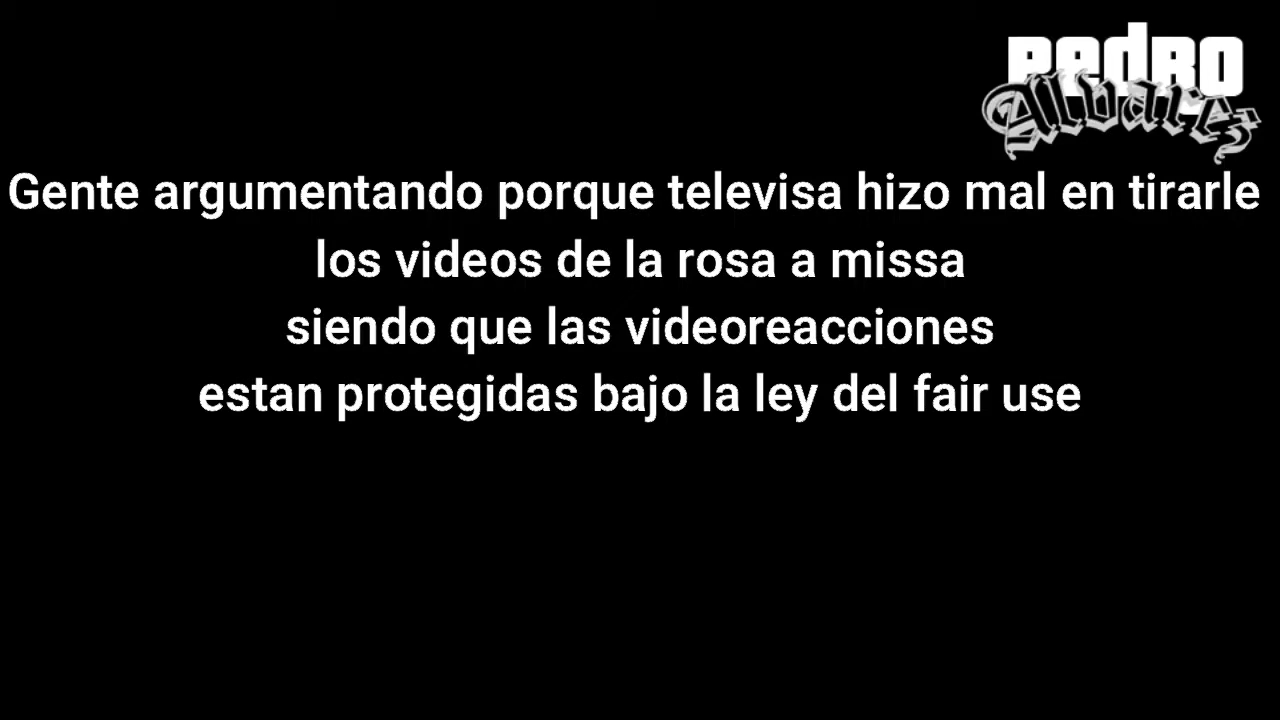 PEDRO
Alvarez
Gente argumentando porque televisa hizo mal en tirarle
los videos de la rosa a missa
siendo que las videoreacciones
estan protegidas bajo la ley del fair use